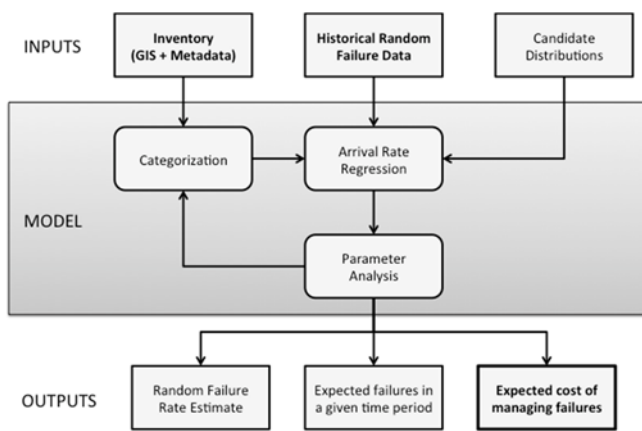 INPUTS
Inventory
(GIS + Metadata)
Historical Random
Failure Data
Candidate
Distributions
MODEL
Categorization
Arrival Rate
Regression
Parameter
Analysis
OUTPUTS
Random Failure
Rate Estimate
Expected failures in
a given time period
Expected cost of
managing failures